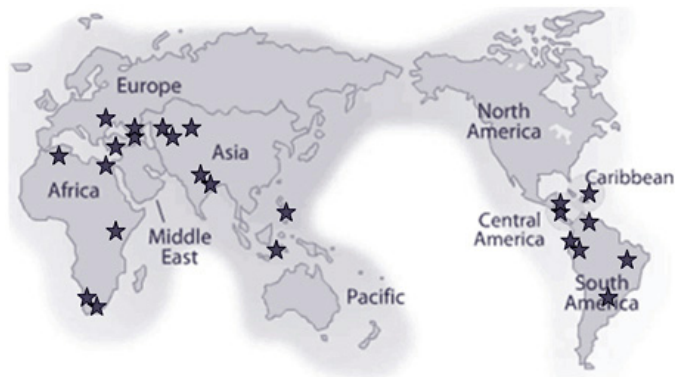 Europe
North
America
Asia
Caribbean
Africa
Central
America
Middle
East
South
America
Pacific